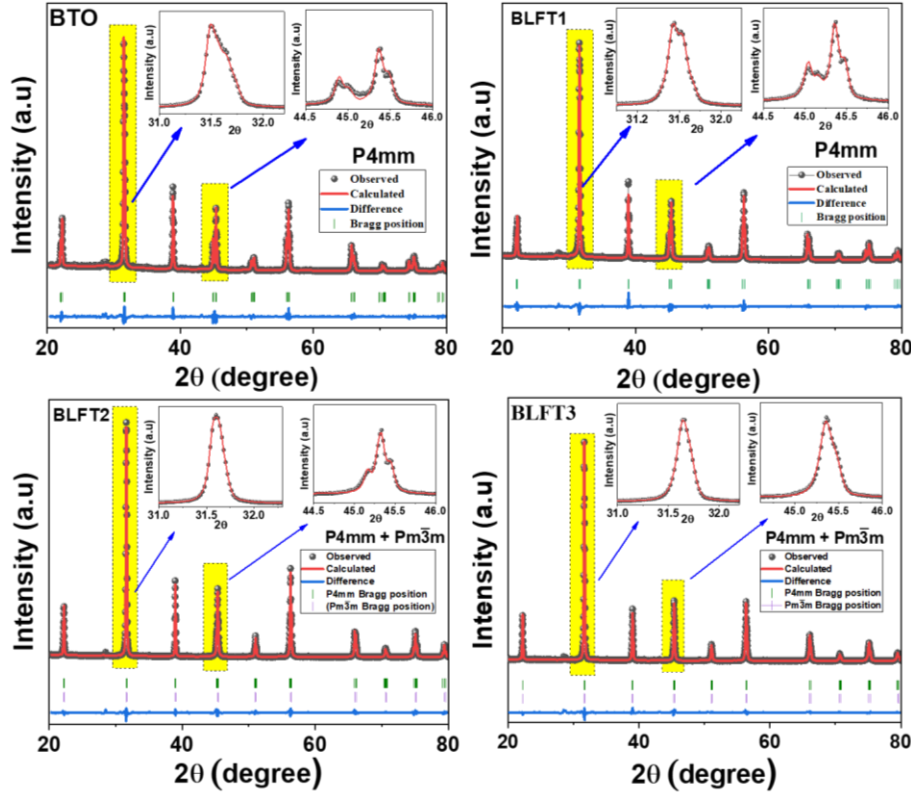 BTO
Intensity (a.u)
Intensity (a.u)
31.0 31.5 32.0
2θ
Intensity (a.u)
44.5 45.0 45.5 46.0
2θ
P4mm
Observed
Calculated
Difference
Bragg position
20 40 60 80
2θ (degree)
BLFT1
Intensity (a.u)
Intensity (a.u)
31.2 31.6 32.0
2θ
Intensity (a.u)
44.5 45.0 45.5 46.0
2θ
P4mm
Observed
Calculated
Difference
Bragg position
20 40 60 80
2θ (degree)
BLFT2
Intensity (a.u)
Intensity (a.u)
31.0 31.5 32.0
2θ
Intensity (a.u)
44.5 45.0 45.5 46.0
2θ
P4mm + Pm3̅m
Observed
Calculated
Difference
P4mm Bragg position
(Pm3̅m Bragg position)
20 40 60 80
2θ (degree)
BLFT3
Intensity (a.u)
Intensity (a.u)
31.0 31.5 32.0
2θ
Intensity (a.u)
45.0 45.5 46.0
2θ
P4mm + Pm3̅m
Observed
Calculated
Difference
P4mm Bragg position
Pm3̅m Bragg position
20 40 60 80
2θ (degree)